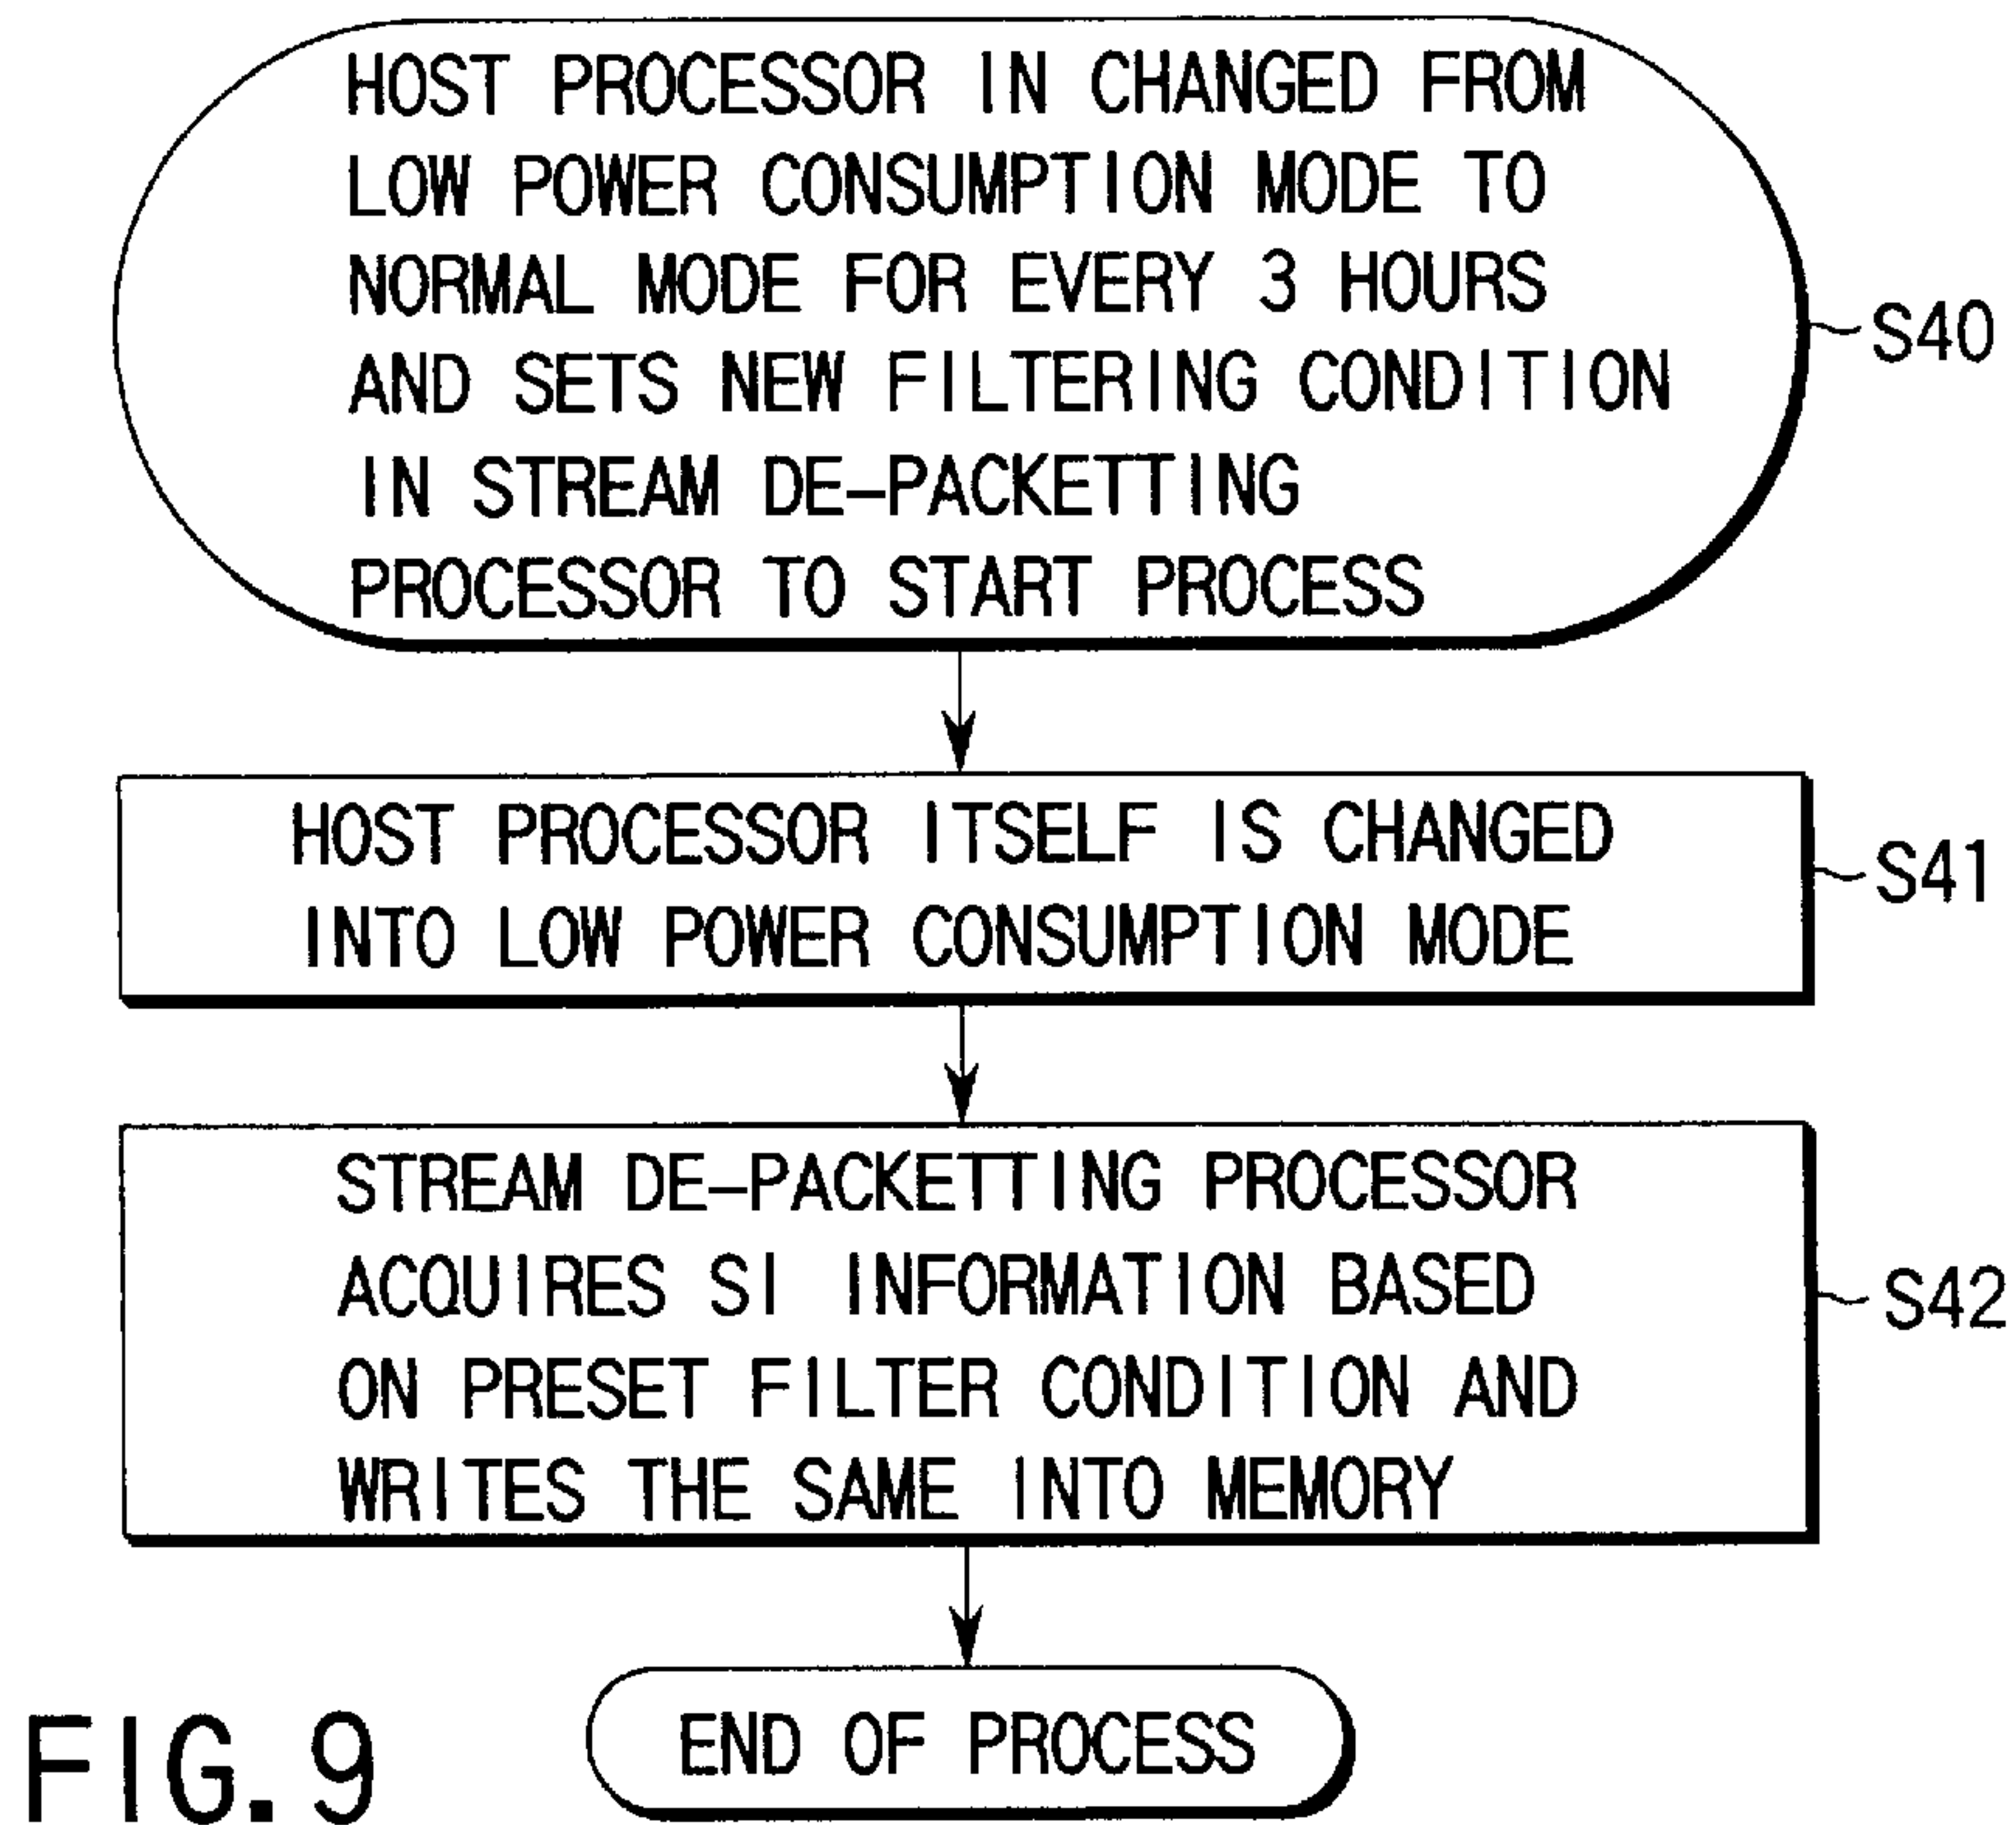 HOST PROCESSOR IN CHANGED FROM
LOW POWER CONSUMPTION MODE TO
NORMAL MODE FOR EVERY 3 HOURS
AND SETS NEW FILTERING CONDITION
IN STREAM DE-PACKETTING
PROCESSOR TO START PROCESS
S40
HOST PROCESSOR ITSELF IS CHANGED
INTO LOW POWER CONSUMPTION MODE
S41
STREAM DE-PACKETTING PROCESSOR
ACQUIRES SI INFORMATION BASED
ON PRESET FILTER CONDITION AND
WRITES THE SAME INTO MEMORY
S42
END OF PROCESS
FIG. 9